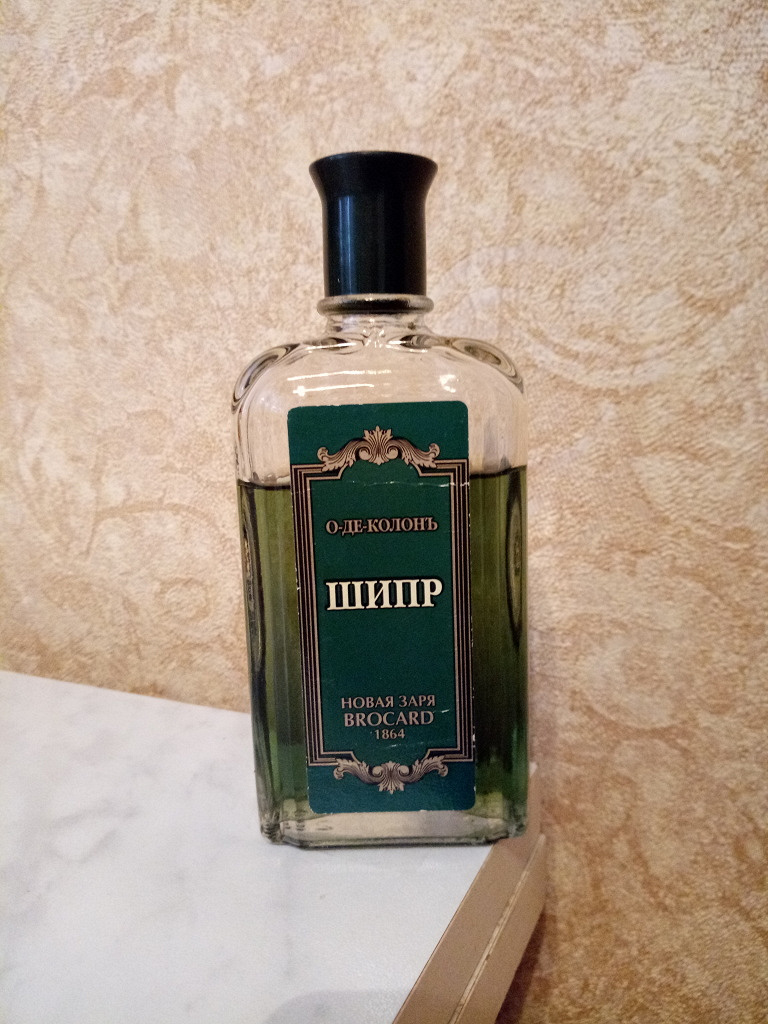 О-ДЕ-КОЛОНЪ
ШИПР
НОВАЯ ЗАРЯ
BROCARD
1864